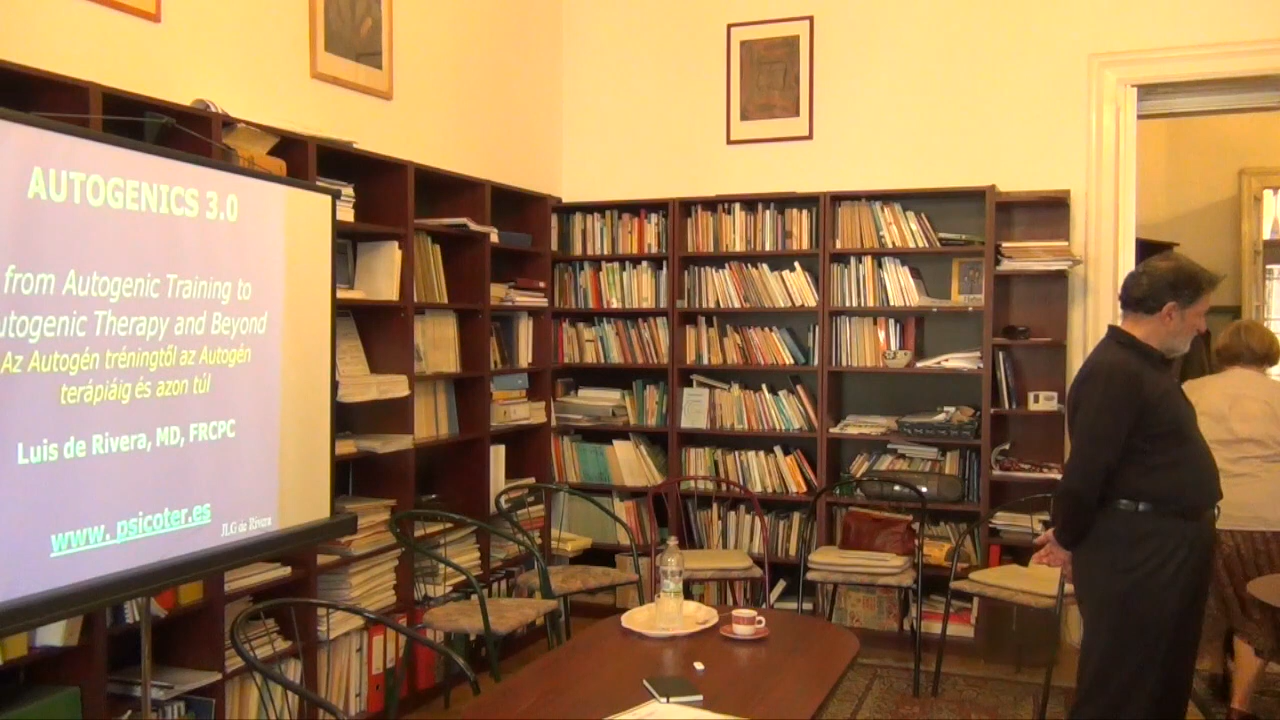 AUTOGENICS 3.0
from Autogenic Training to
utogenic Therapy and Beyond
Az Autogén tréningtől az Autogén
terápiáig és azon túl
Luis de Rivera, MD, FRCPC
www. psicoter.es
JLG de Rivera